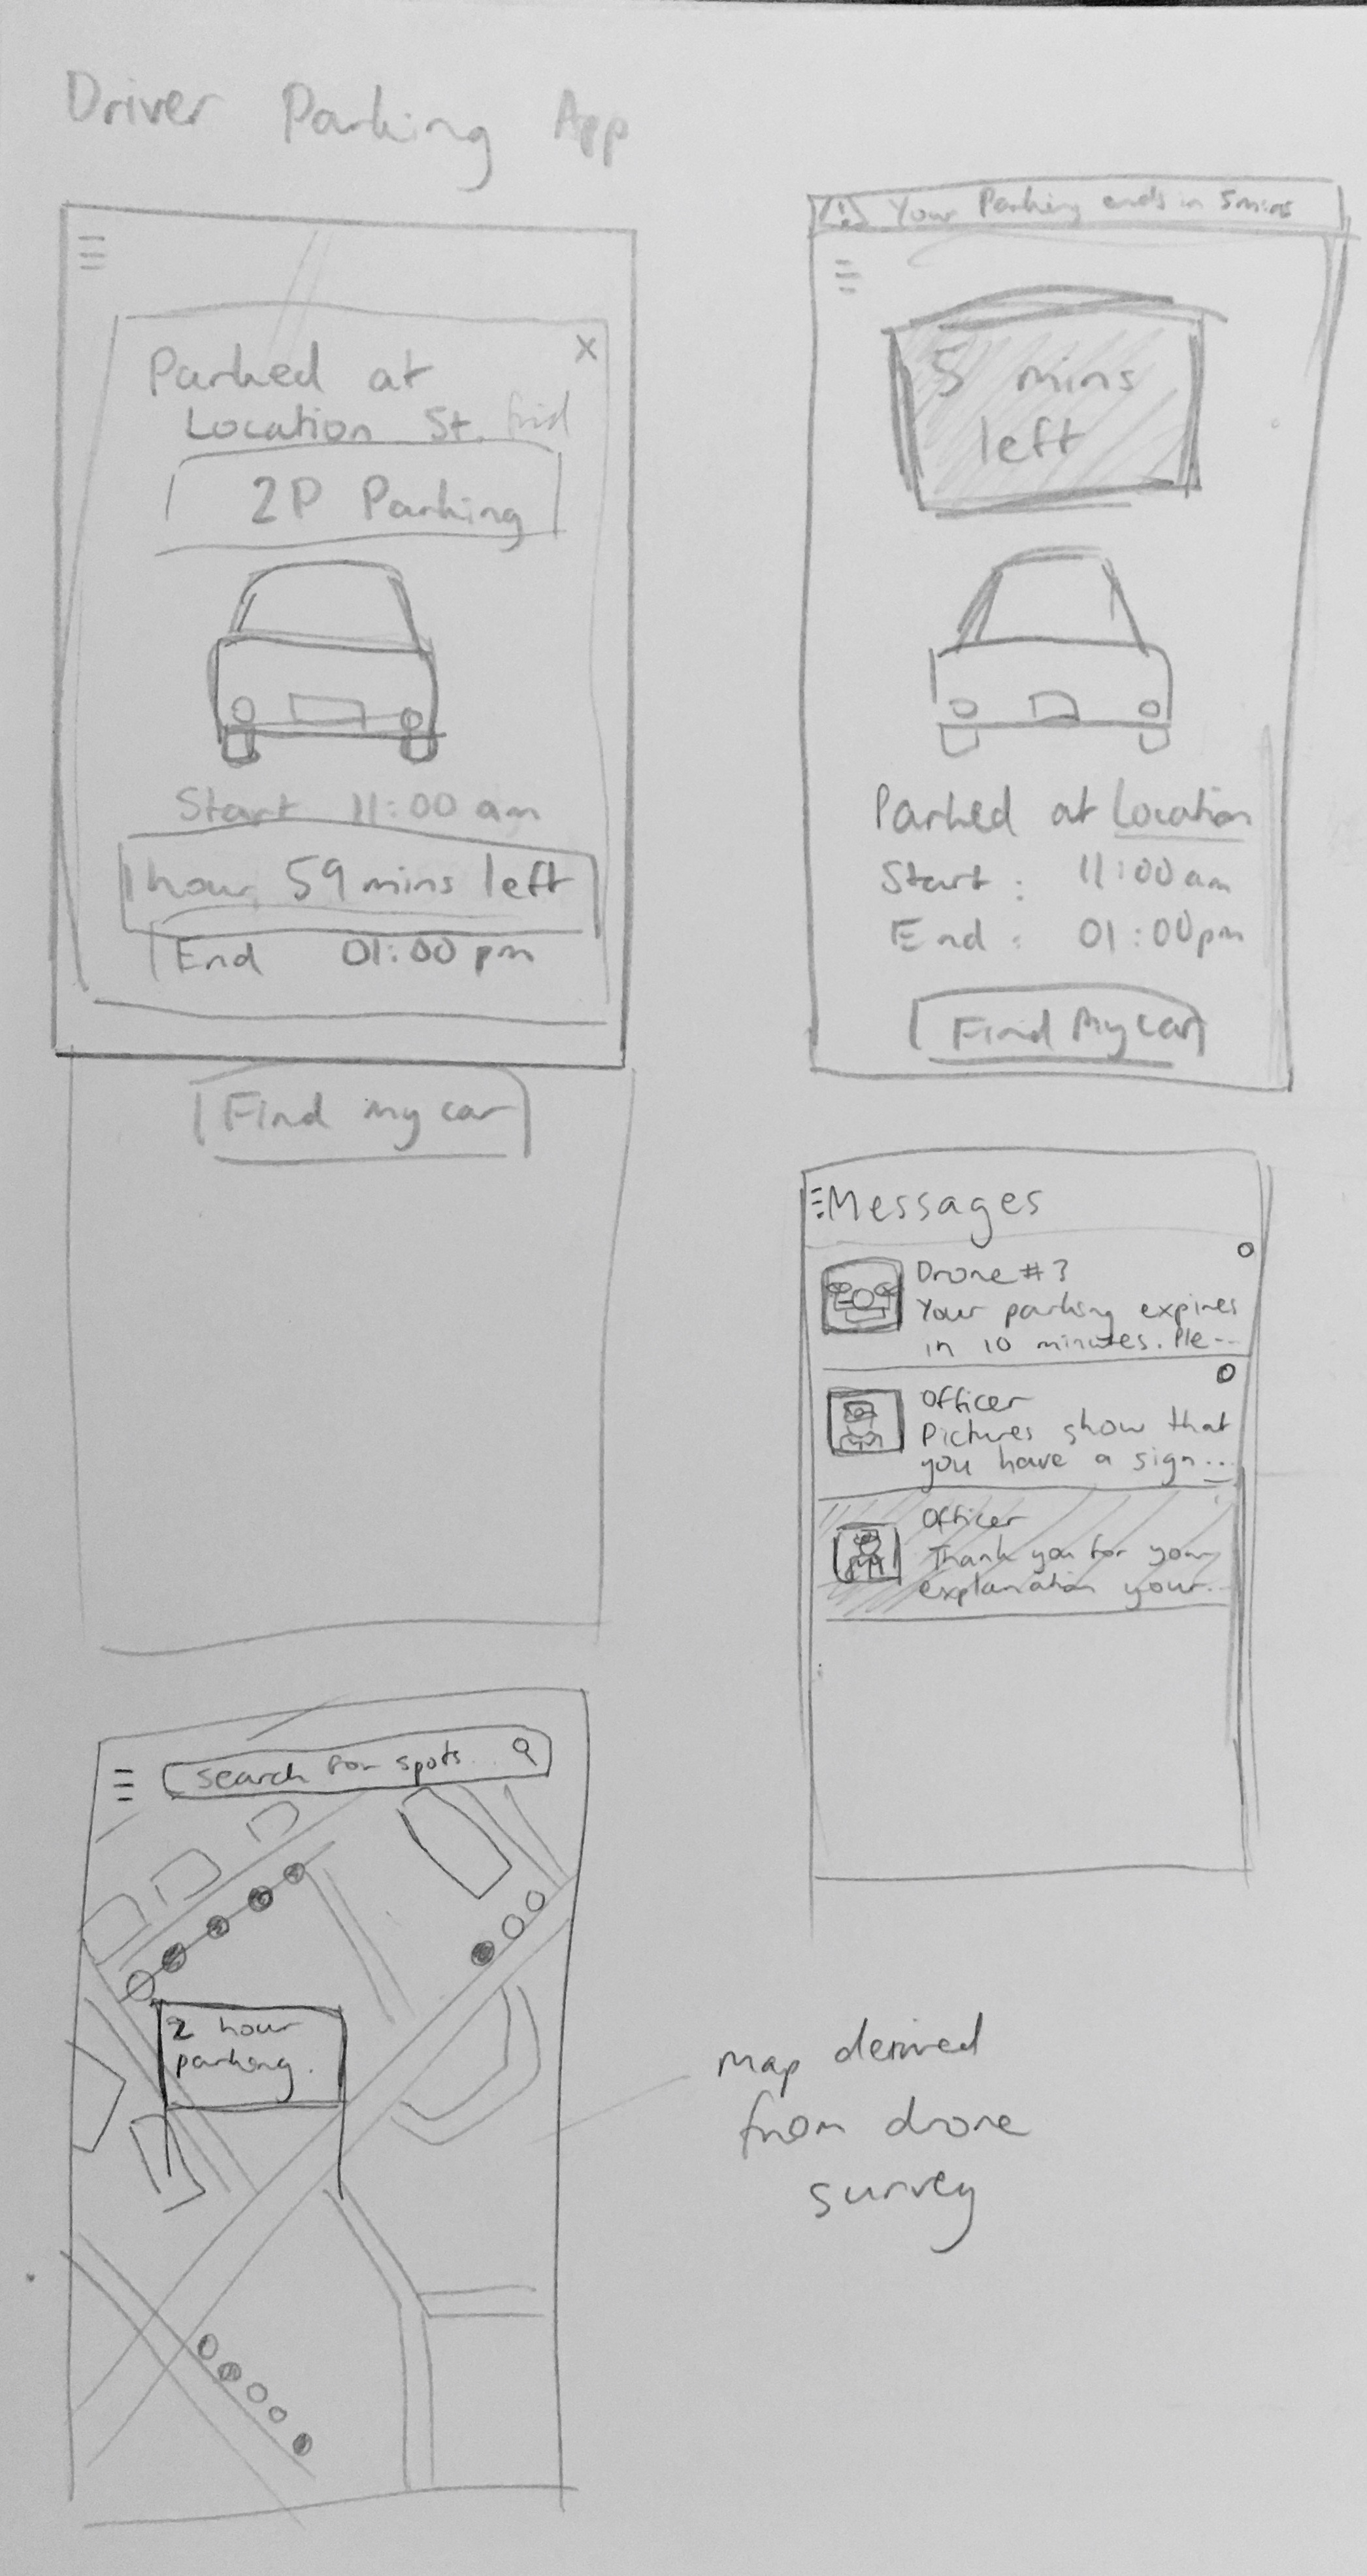 Driver Parking App
X
Parked at
Location St.
2P Parking
Start 11:00 am
1 hour 59 mins left
End 01:00 pm
Find my car
! Your Parking ends in 5 mins
5 mins
left
Parked at Location
Start : 11:00 am
End : 01:00 pm
Find My car
Messages
Drone #3
Your parking expires
in 10 minutes. Ple...
Officer
Pictures show that
you have a sign...
Officer
Thank you for your
explanation your...
search for spots...
2 hour
parking.
map derived
from drone
survey